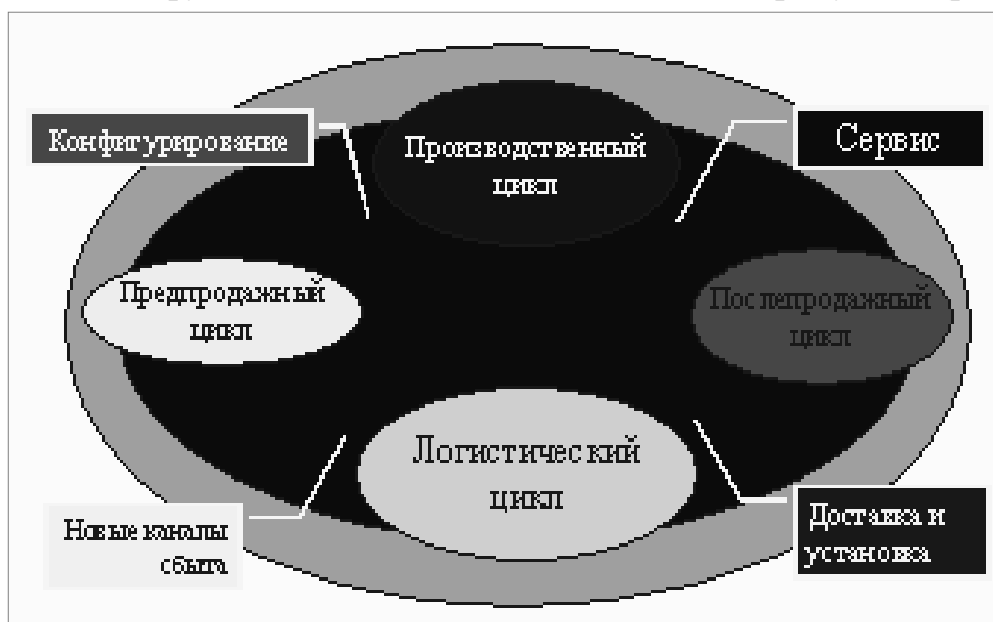 Конфигурирование
Производственный
цикл
Сервис
Предпродажный
цикл
Послепродажный
цикл
Логистический
цикл
Новые каналы
сбыта
Доставка и
установка